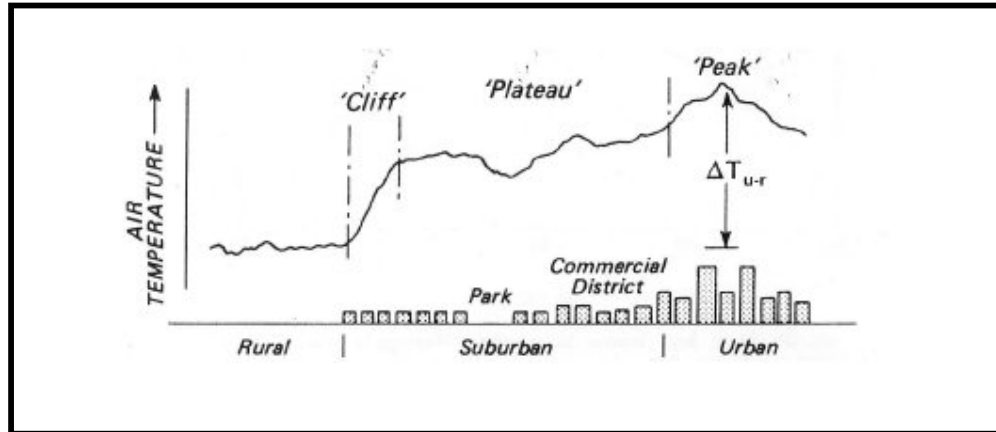 'Peak'
'Cliff'
'Plateau'
AIR
TEMPERATURE
ΔTu-r
Commercial
District
Park
Rural
Suburban
Urban